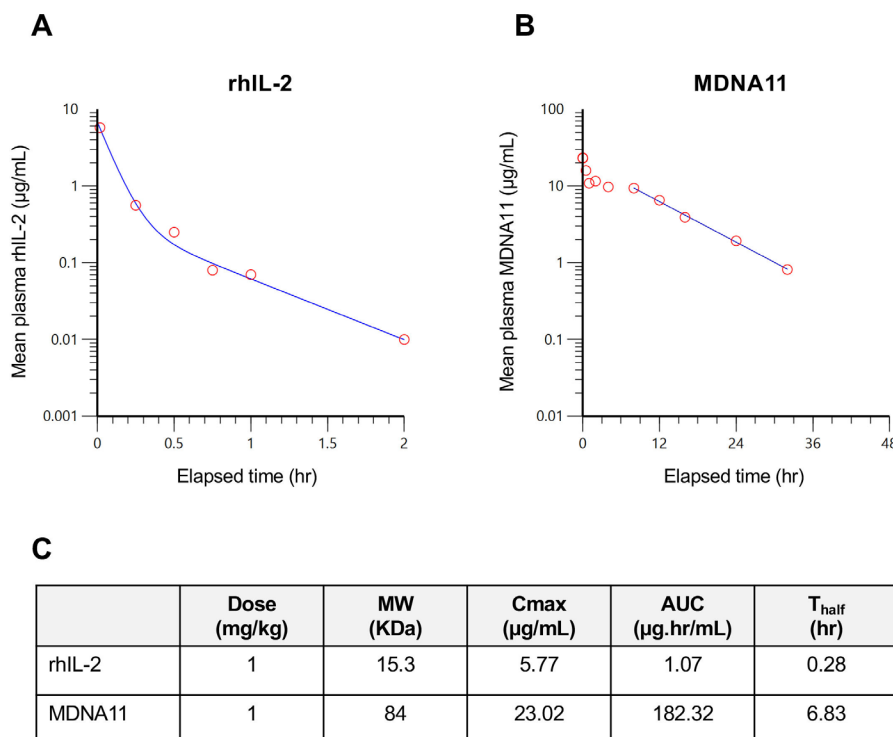 A
rhIL-2
Mean plasma rhIL-2 (µg/mL)
10
1
0.1
0.01
0.001
0
0.5
1
1.5
2
Elapsed time (hr)
B
MDNA11
Mean plasma MDNA11 (µg/mL)
100
10
1
0.1
0.01
0
12
24
36
48
Elapsed time (hr)
C
Dose (mg/kg) MW (KDa) Cmax (µg/mL) AUC (µg.hr/mL) Thalf (hr)
rhIL-2 1 15.3 5.77 1.07 0.28
MDNA11 1 84 23.02 182.32 6.83